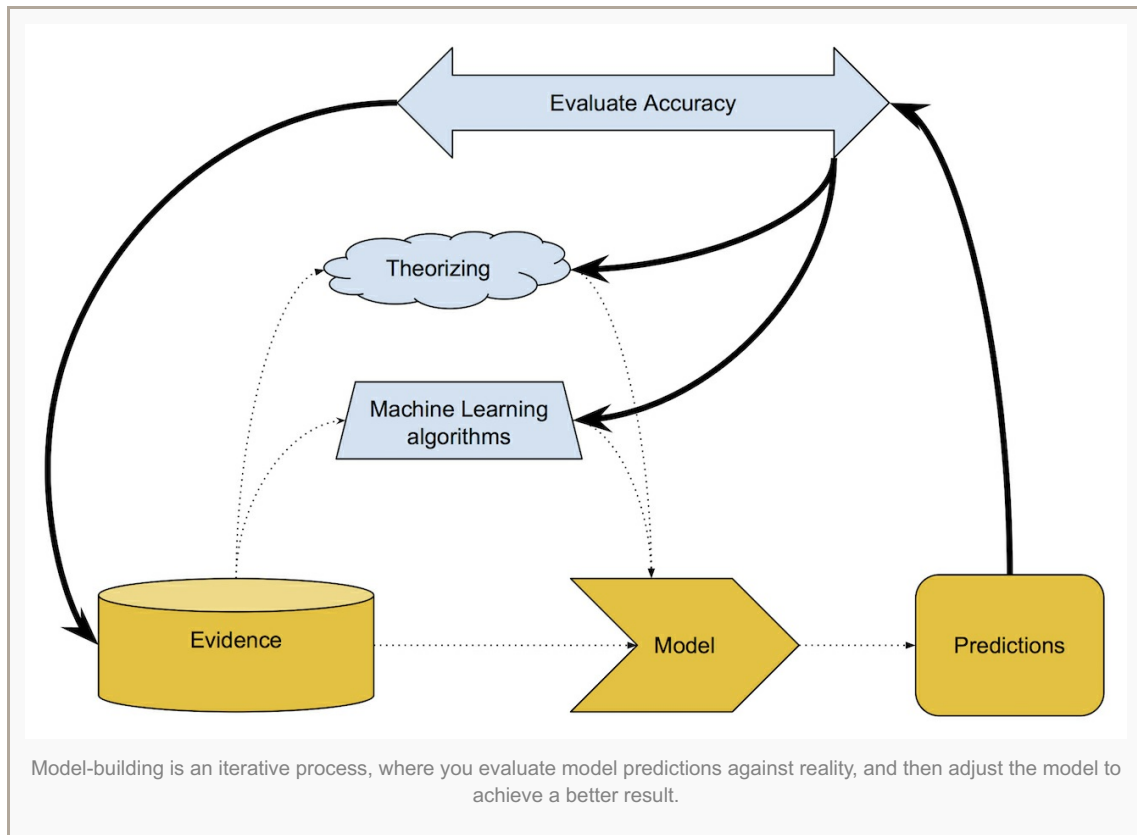 Evaluate Accuracy
Theorizing
Machine Learning
algorithms
Evidence
Model
Predictions
Model-building is an iterative process, where you evaluate model predictions against reality, and then adjust the model to
achieve a better result.